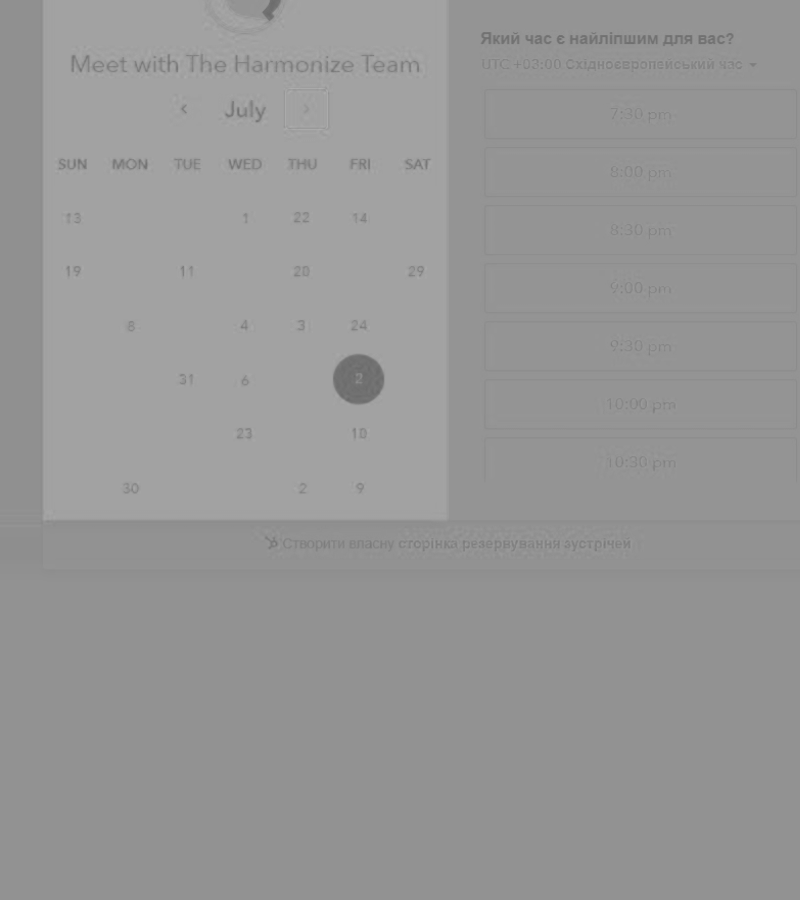 Meet with The Harmonize Team
July
SUN MON TUE WED THU FRI SAT
13 1 22 14
19 11 20 29
6 4 3 24
31 6 2
23 10
30 2 9
Який час є найліпшим для вас?
UTC +03:00 Східноєвропейський час
7:30 pm
8:00 pm
8:30 pm
9:00 pm
9:30 pm
10:00 pm
10:30 pm
Створити власну сторінка резервування зустрічей